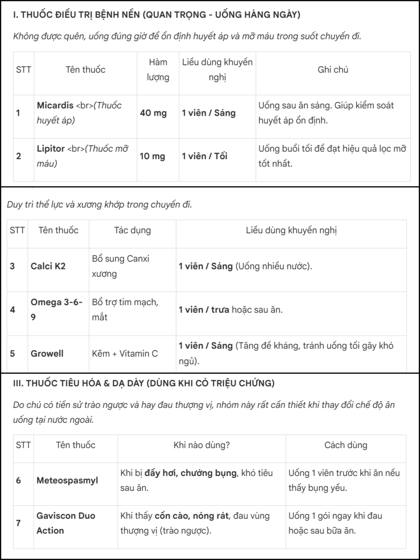 I. THUỐC ĐIỀU TRỊ BỆNH NỀN (QUAN TRỌNG - UỐNG HÀNG NGÀY)
Không được quên, uống đúng giờ để ổn định huyết áp và mỡ máu trong suốt chuyến đi.
STT Tên thuốc Hàm lượng Liều dùng khuyến nghị Ghi chú
1 Micardis <br>(Thuốc huyết áp) 40 mg 1 viên / Sáng Uống sau ăn sáng. Giúp kiểm soát huyết áp ổn định.
2 Lipitor <br>(Thuốc mỡ máu) 10 mg 1 viên / Tối Uống buổi tối để đạt hiệu quả lọc mỡ tốt nhất.
Duy trì thể lực và xương khớp trong chuyến đi.
STT Tên thuốc Tác dụng Liều dùng khuyến nghị
3 Calci K2 Bổ sung Canxi xương 1 viên / Sáng (Uống nhiều nước).
4 Omega 3-6-9 Bổ trợ tim mạch, mắt 1 viên / trưa hoặc sau ăn.
5 Growell Kẽm + Vitamin C 1 viên / Sáng (Tăng đề kháng, tránh uống tối gây khó ngủ).
III. THUỐC TIÊU HÓA & DẠ DÀY (DÙNG KHI CÓ TRIỆU CHỨNG)
Do chú có tiền sử trào ngược và hay đau thượng vị, nhóm này rất cần thiết khi thay đổi chế độ ăn uống tại nước ngoài.
STT Tên thuốc Khi nào dùng? Cách dùng
6 Meteospasmyl Khi bị đầy hơi, chướng bụng, khó tiêu sau ăn. Uống 1 viên trước khi ăn nếu thấy bụng yếu.
7 Gaviscon Duo Action Khi thấy cồn cào, nóng rát, đau vùng thượng vị (trào ngược). Uống 1 gói ngay khi đau hoặc sau bữa ăn.